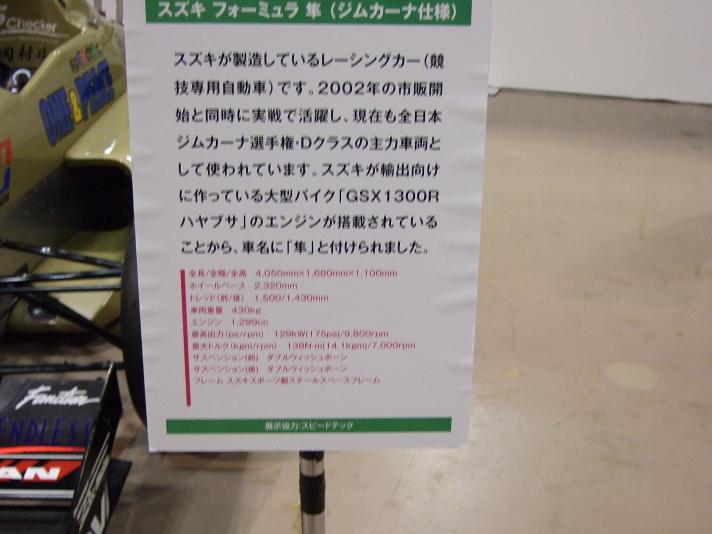 スズキ フォーミュラ 隼（ジムカーナ仕様）
スズキが製造しているレーシングカー（競
技専用自動車）です。2002年の市販開
始と同時に実戦で活躍し、現在も全日本
ジムカーナ選手権・Dクラスの主力車両と
して使われています。スズキが輸出向け
に作っている大型バイク「GSX1300R
ハヤブサ」のエンジンが搭載されている
ことから、車名に「隼」と付けられました。
全長/全幅/全高 4,050mm×1,680mm×1,100mm
ホイールベース 2,320mm
トレッド（前/後） 1,500/1,430mm
車両重量 430kg
エンジン 1,299cc
最高出力（ps/rpm） 129kW（175ps）/9,800rpm
最大トルク（kgm/rpm） 138N･m（14.1kgm）/7,000rpm
サスペンション（前） ダブルウィッシュボーン
サスペンション（後） ダブルウィッシュボーン
フレーム スズキスポーツ製スチールスペースフレーム
展示協力:スピードテック
Checker
ONE&PEACE
Function
ENDLESS
AN